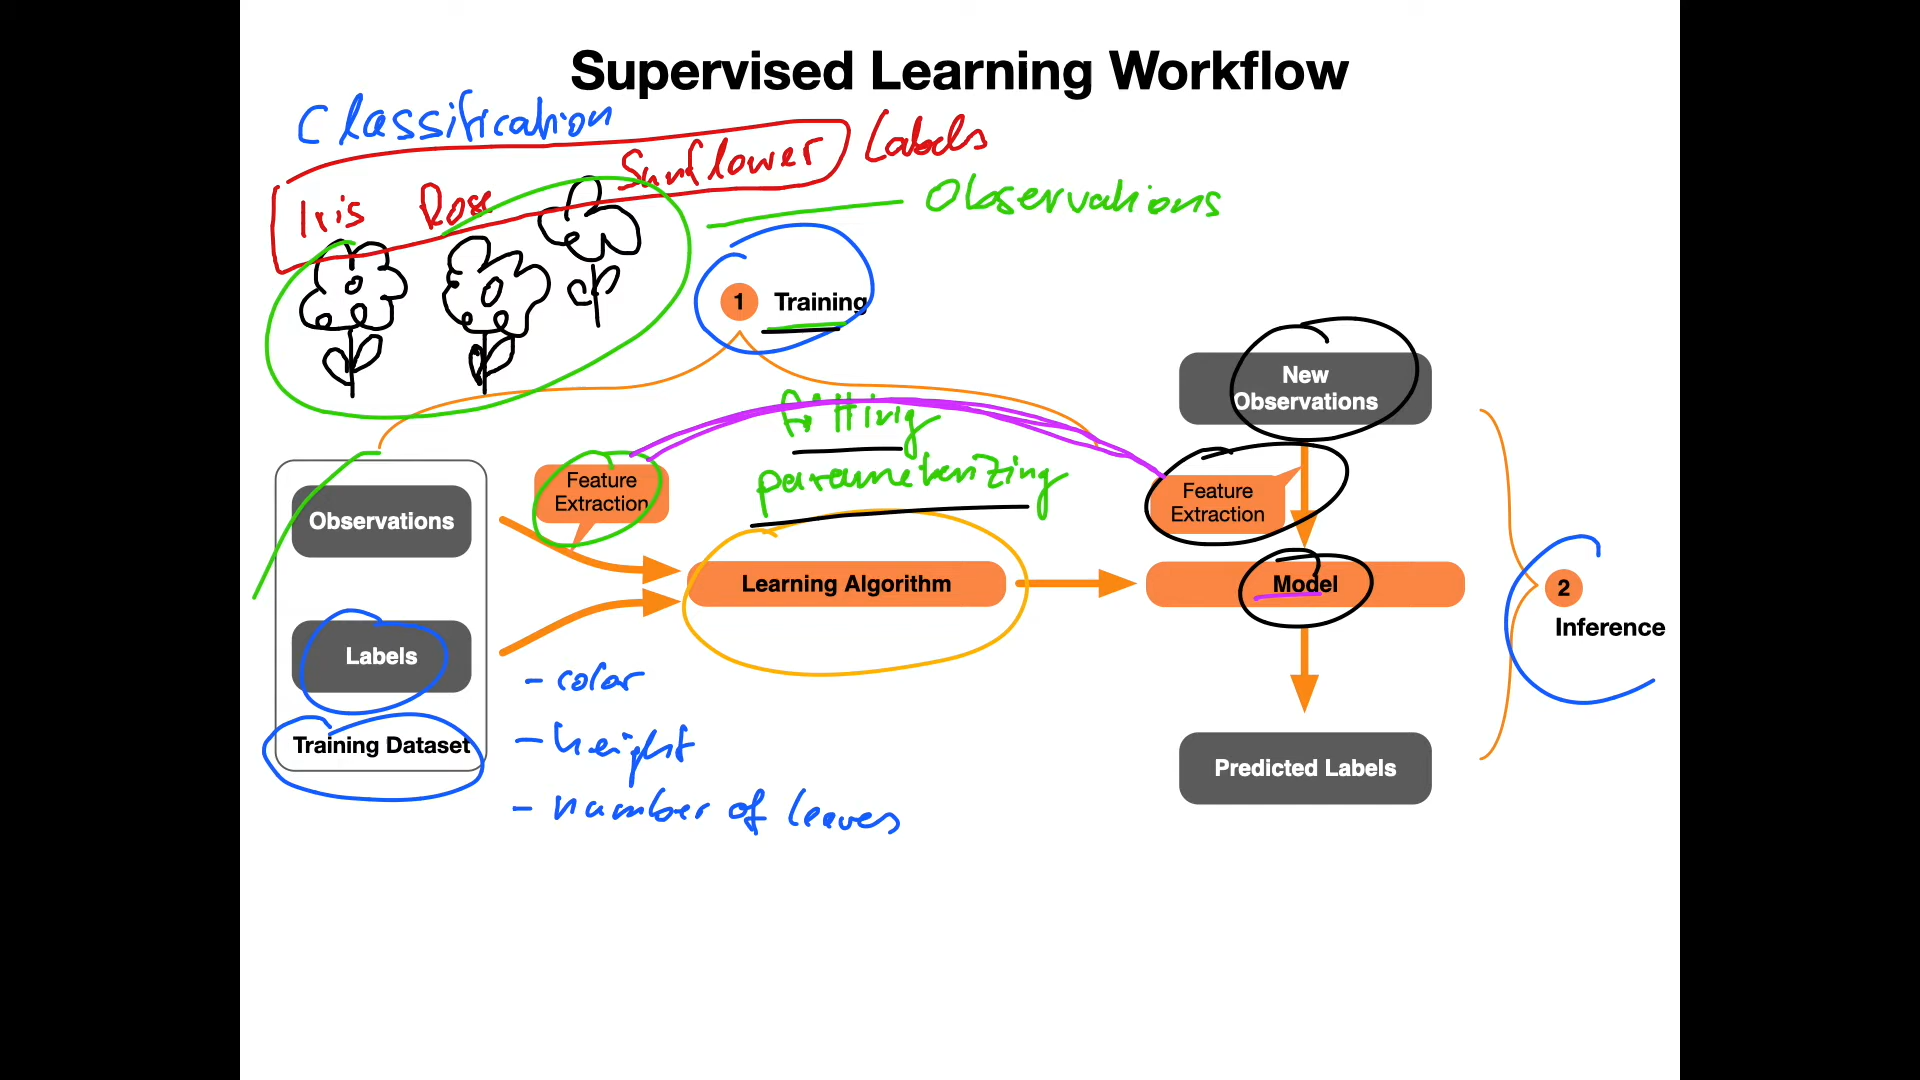 Supervised Learning Workflow
Classification
Iris Rose Sunflower Labels
Observations
1 Training
New
Observations
fitting
parameterizing
Feature
Extraction
Feature
Extraction
Observations
Learning Algorithm
Model
2
Inference
Labels
Training Dataset
- color
- height
- number of leaves
Predicted Labels